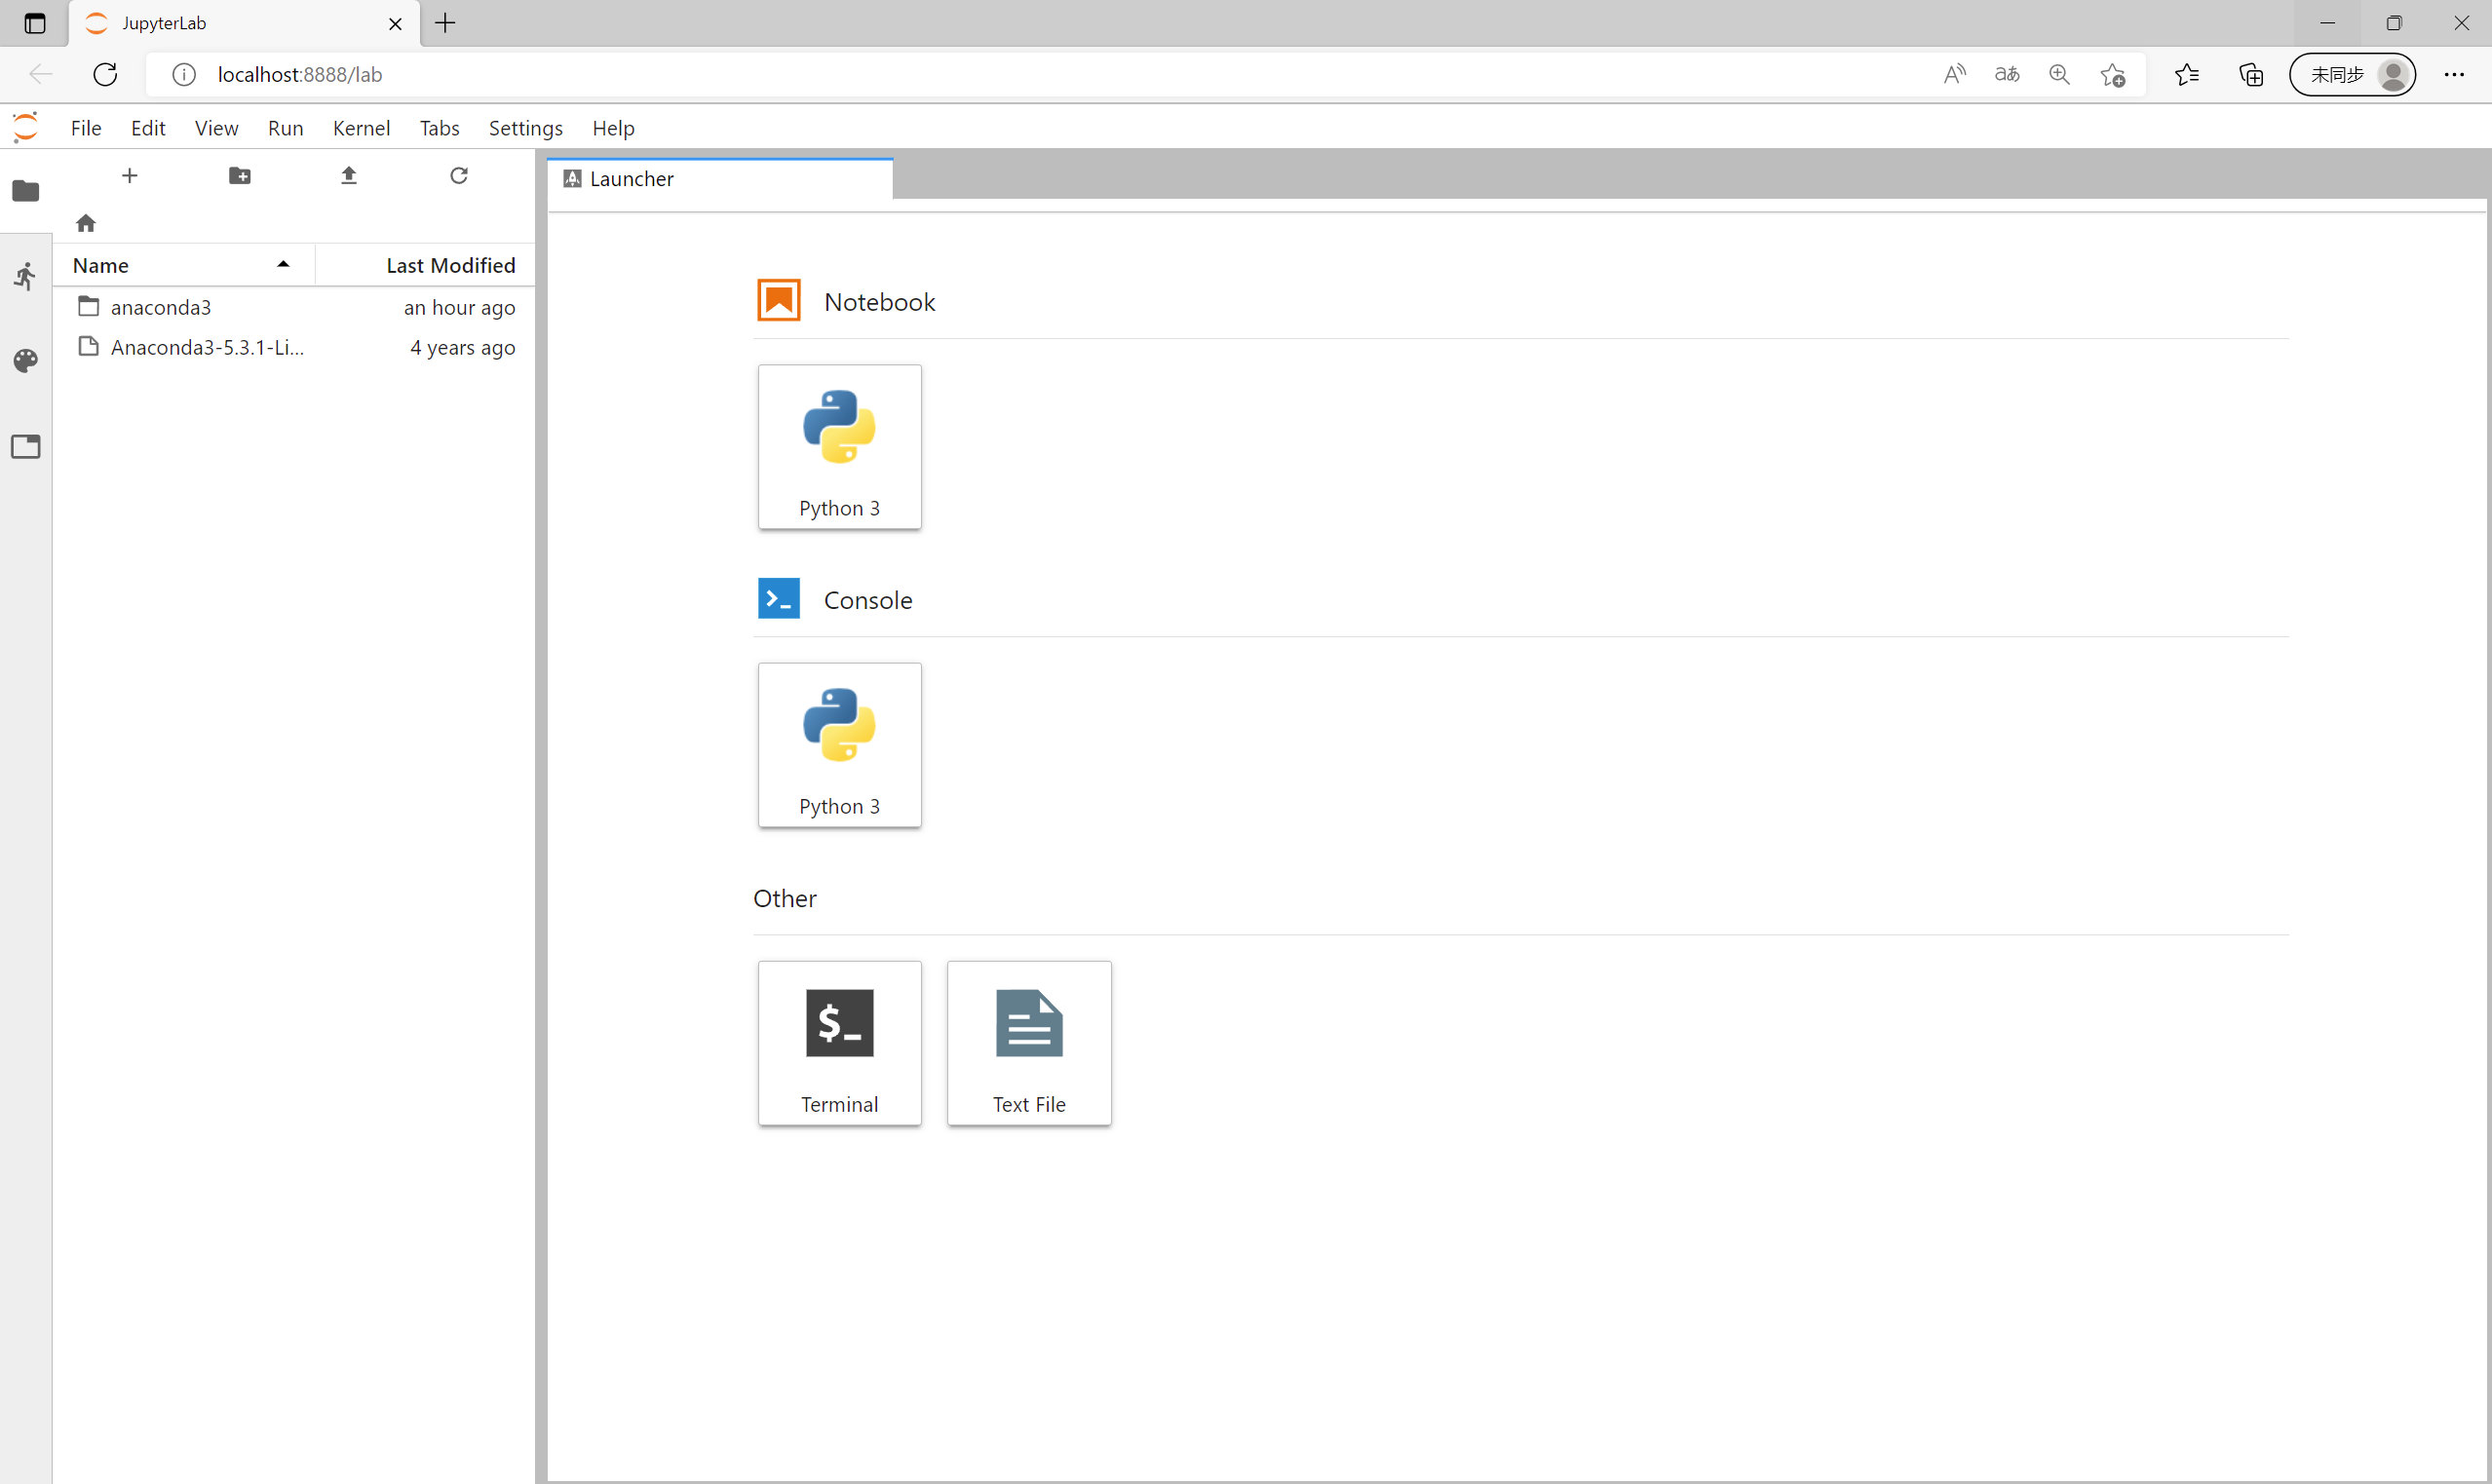 JupyterLab
localhost:8888/lab
aあ
未同步
File Edit View Run Kernel Tabs Settings Help
Launcher
Name Last Modified
anaconda3 an hour ago
Anaconda3-5.3.1-Li... 4 years ago
Notebook
Python 3
Console
Python 3
Other
$_
Terminal Text File